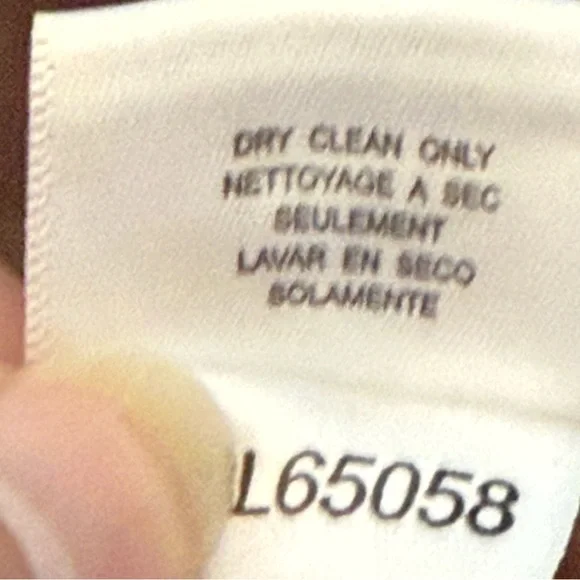 DRY CLEAN ONLY
NETTOYAGE A SEC
SEULEMENT
LAVAR EN SECO
SOLAMENTE
L65058